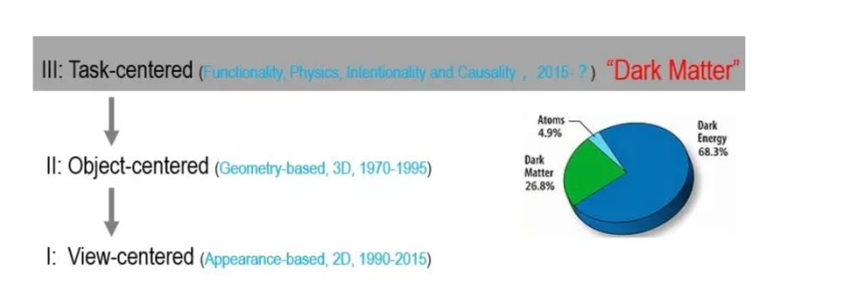 III: Task-centered (Functionality, Physics, Intentionality and Causality , 2015- ?) “Dark Matter”
II: Object-centered (Geometry-based, 3D, 1970-1995)
I: View-centered (Appearance-based, 2D, 1990-2015)
Atoms
4.9%
Dark
Energy
68.3%
Dark
Matter
26.8%